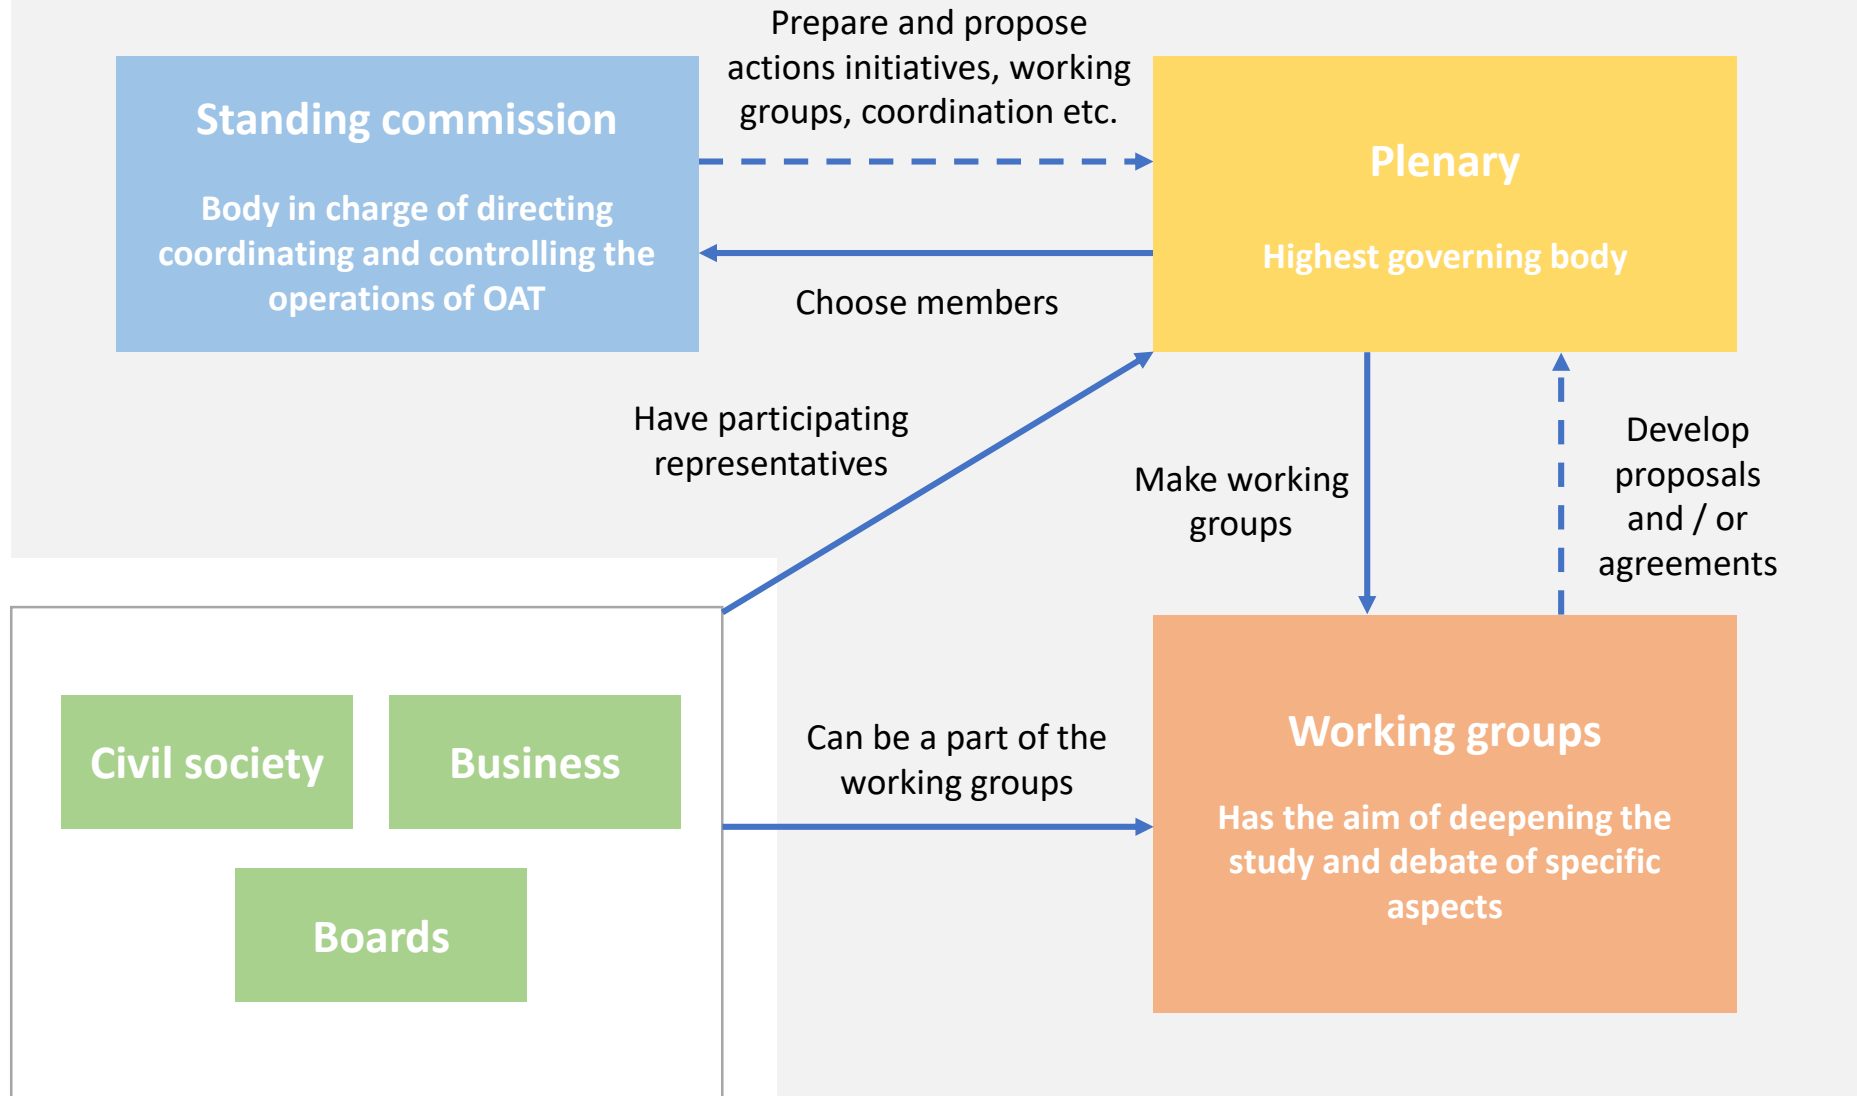 Prepare and propose
actions initiatives, working
groups, coordination etc.
Standing commission
Body in charge of directing
coordinating and controlling the
operations of OAT
Plenary
Highest governing body
Choose members
Have participating
representatives
Make working
groups
Develop
proposals
and / or
agreements
Civil society
Business
Boards
Can be a part of the
working groups
Working groups
Has the aim of deepening the
study and debate of specific
aspects